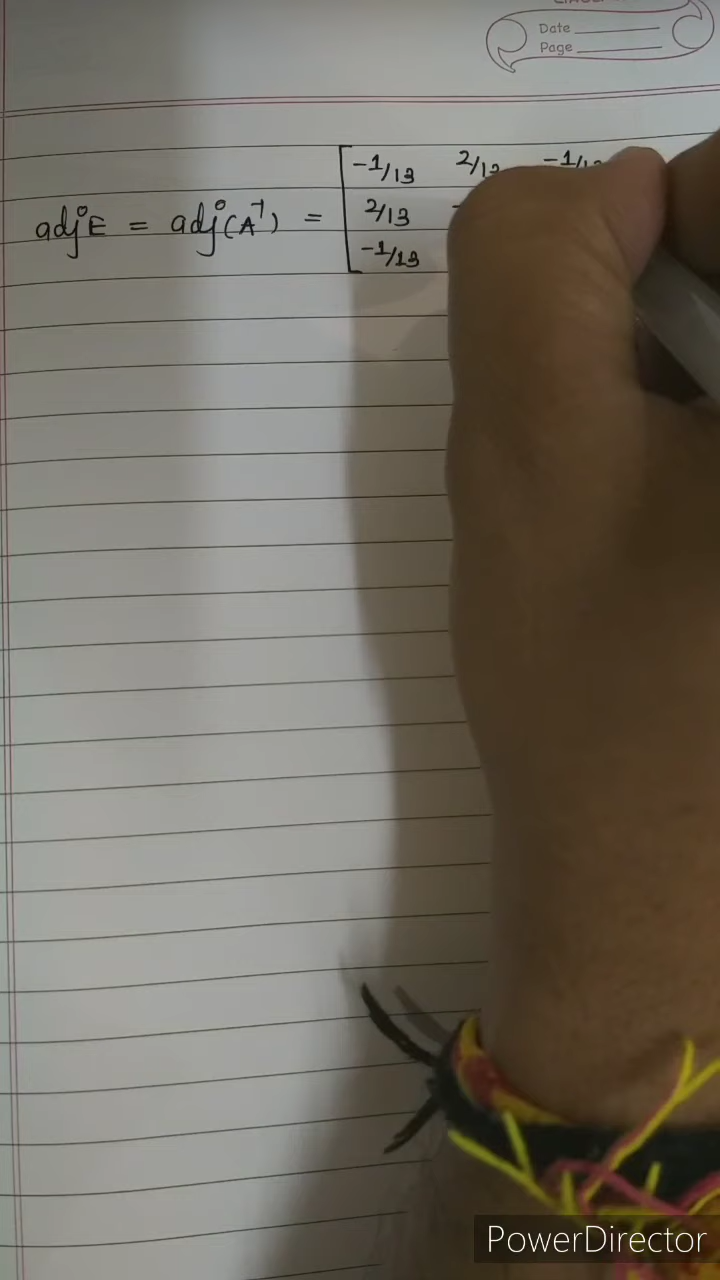 Date
Page
-1/13 2/13
adjE = adj(A⁻¹) = 2/13
-1/13
PowerDirector